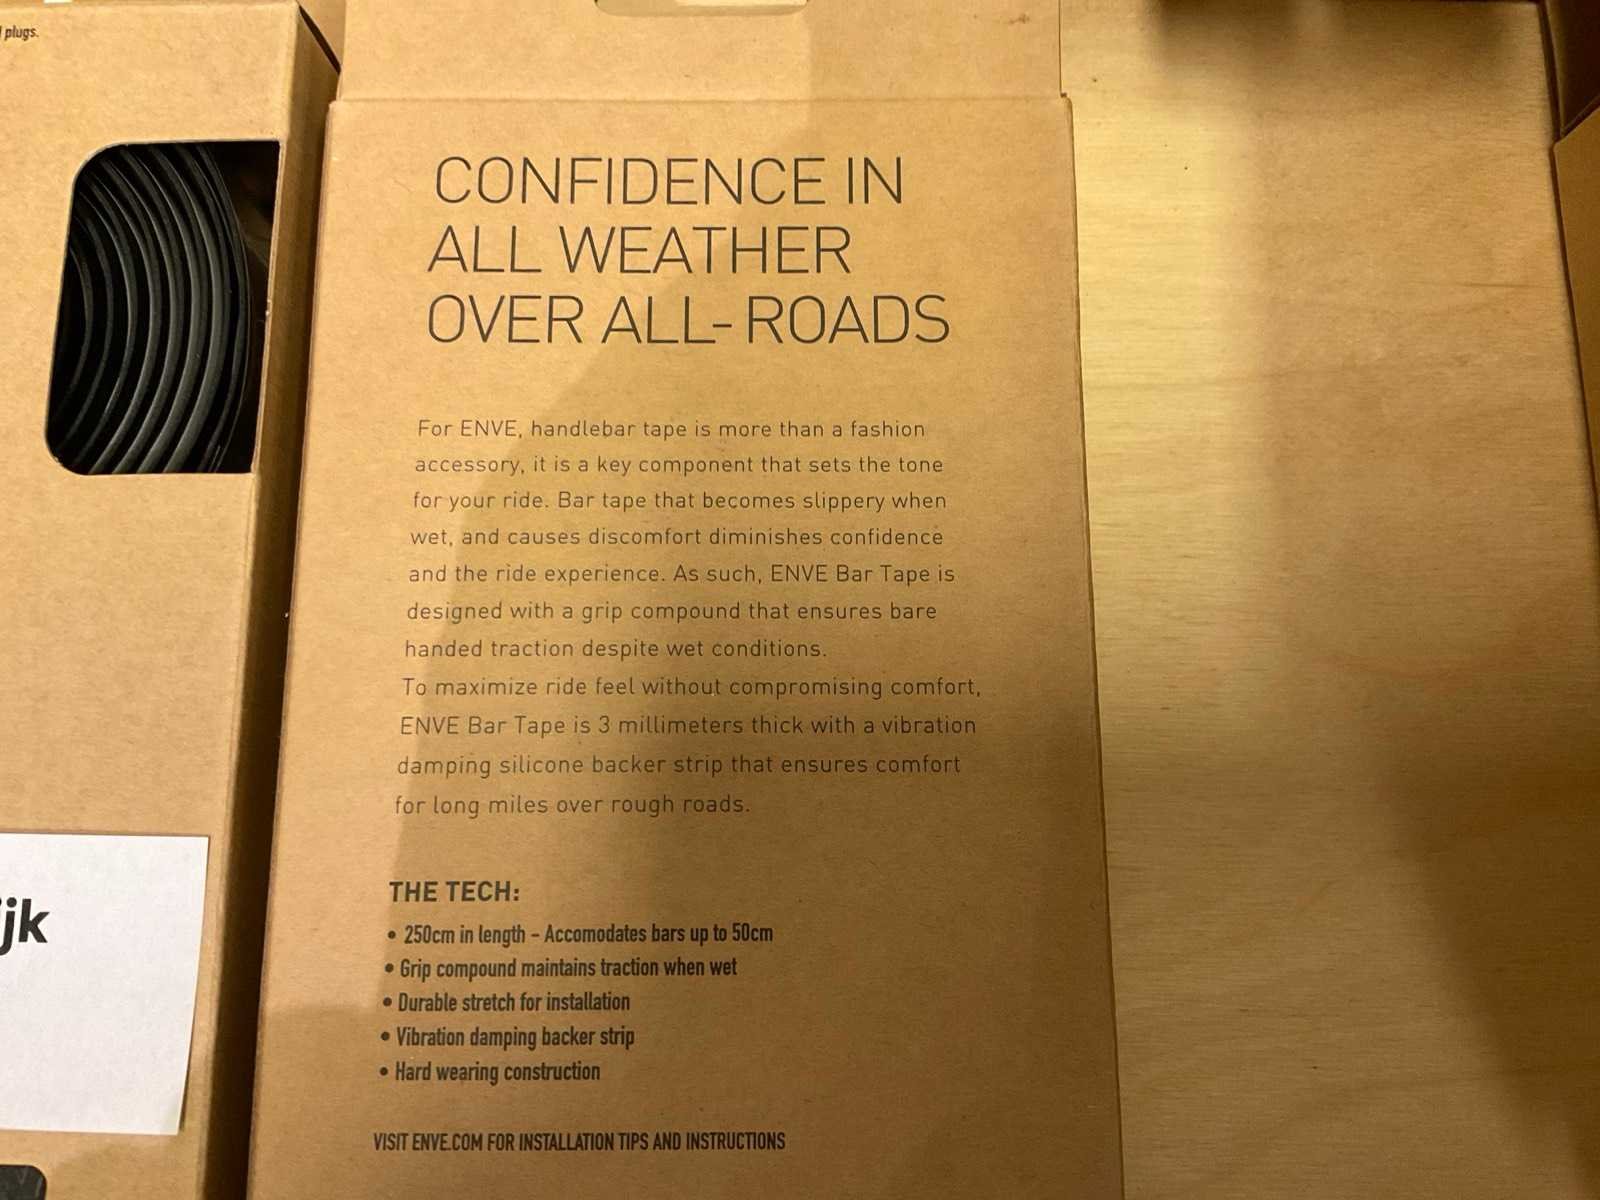 plugs.
CONFIDENCE IN
ALL WEATHER
OVER ALL-ROADS
For ENVE, handlebar tape is more than a fashion
accessory, it is a key component that sets the tone
for your ride. Bar tape that becomes slippery when
wet, and causes discomfort diminishes confidence
and the ride experience. As such, ENVE Bar Tape is
designed with a grip compound that ensures bare
handed traction despite wet conditions.
To maximize ride feel without compromising comfort,
ENVE Bar Tape is 3 millimeters thick with a vibration
damping silicone backer strip that ensures comfort
for long miles over rough roads.
THE TECH:
• 250cm in length – Accomodates bars up to 50cm
• Grip compound maintains traction when wet
• Durable stretch for installation
• Vibration damping backer strip
• Hard wearing construction
VISIT ENVE.COM FOR INSTALLATION TIPS AND INSTRUCTIONS